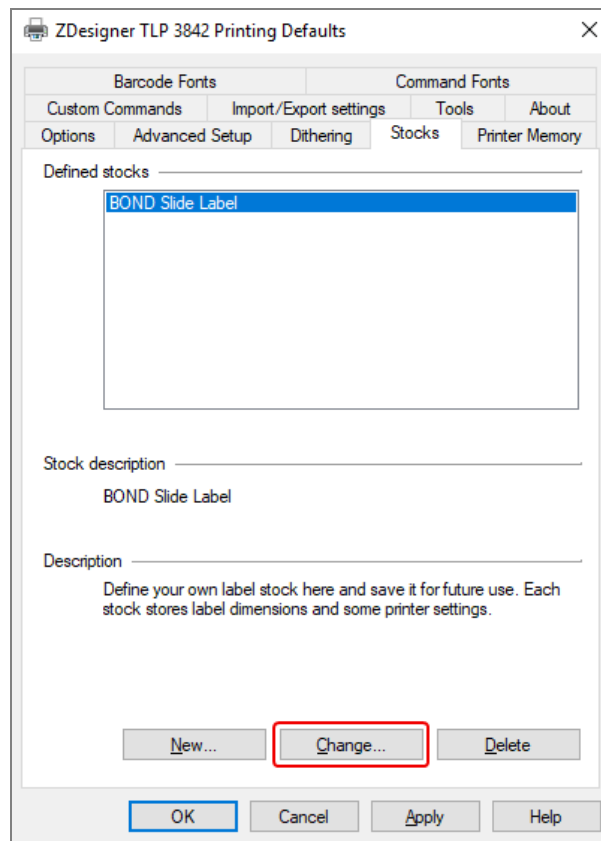 ZDesigner TLP 3842 Printing Defaults
Barcode Fonts Command Fonts
Custom Commands Import/Export settings Tools About
Options Advanced Setup Dithering Stocks Printer Memory
Defined stocks
BOND Slide Label
Stock description
BOND Slide Label
Description
Define your own label stock here and save it for future use. Each
stock stores label dimensions and some printer settings.
New... Change... Delete
OK Cancel Apply Help